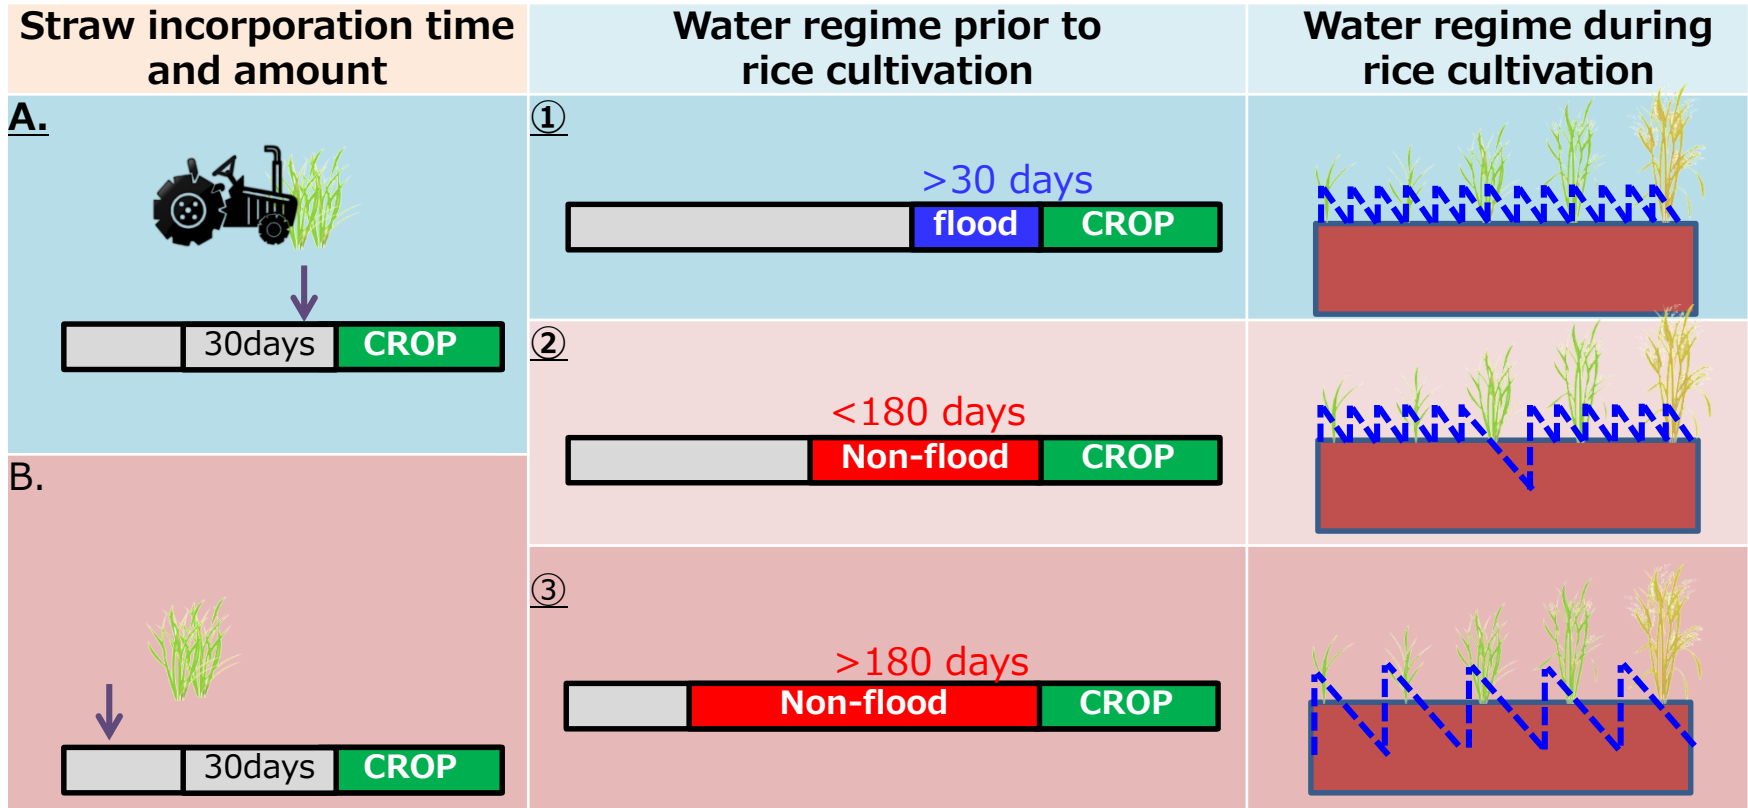 Straw incorporation time
and amount
Water regime prior to
rice cultivation
Water regime during
rice cultivation
A.
30days
CROP
B.
30days
CROP
①
>30 days
flood
CROP
②
<180 days
Non-flood
CROP
③
>180 days
Non-flood
CROP